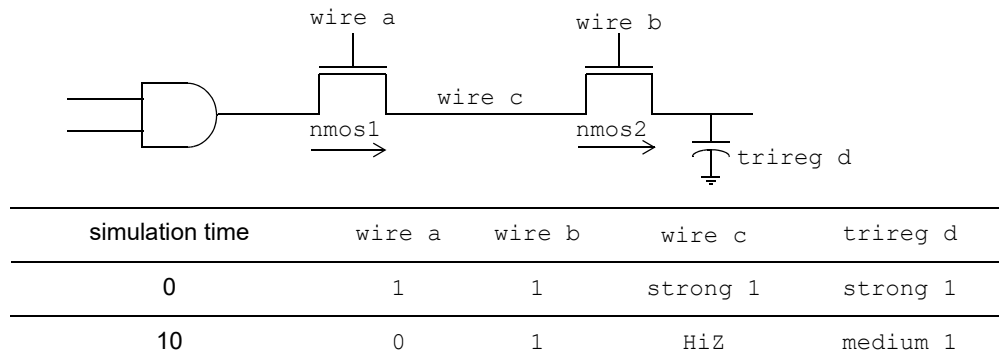 wire a
wire b
wire c
nmos1
nmos2
trireg d
simulation time wire a wire b wire c trireg d
0 1 1 strong 1 strong 1
10 0 1 HiZ medium 1